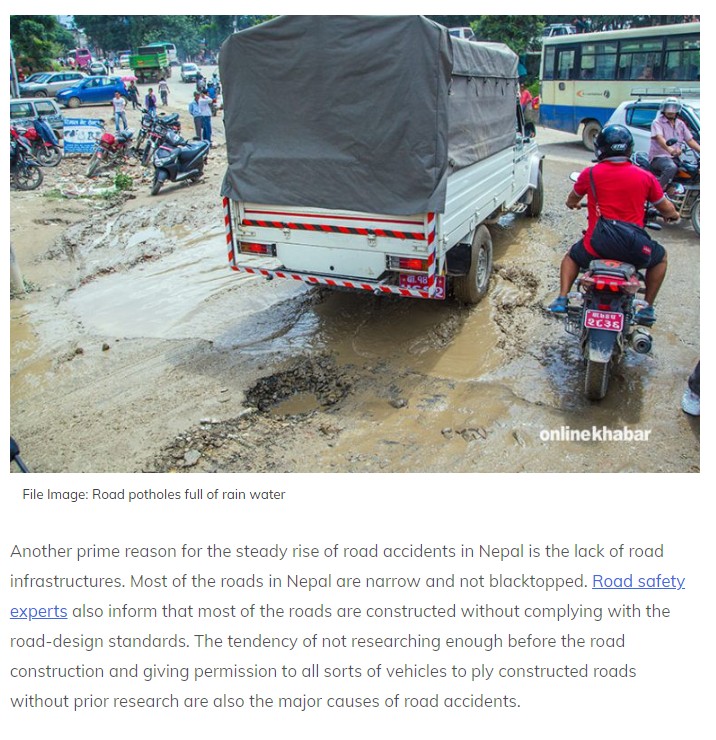 २८३६
onlinekhabar
File Image: Road potholes full of rain water
Another prime reason for the steady rise of road accidents in Nepal is the lack of road
infrastructures. Most of the roads in Nepal are narrow and not blacktopped. Road safety
experts also inform that most of the roads are constructed without complying with the
road-design standards. The tendency of not researching enough before the road
construction and giving permission to all sorts of vehicles to ply constructed roads
without prior research are also the major causes of road accidents.